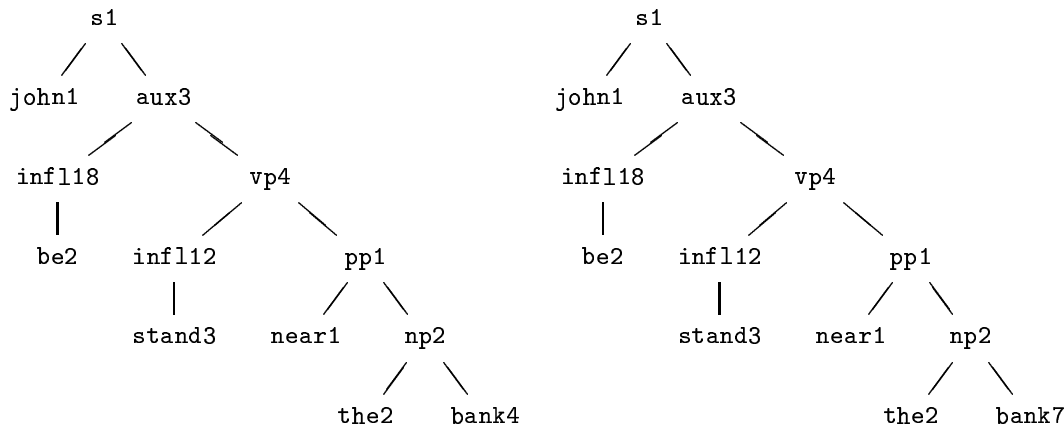 s1 s1
john1 aux3 john1 aux3
infl18 vp4 infl18 vp4
be2 infl12 pp1 be2 infl12 pp1
stand3 near1 np2 stand3 near1 np2
the2 bank4 the2 bank7